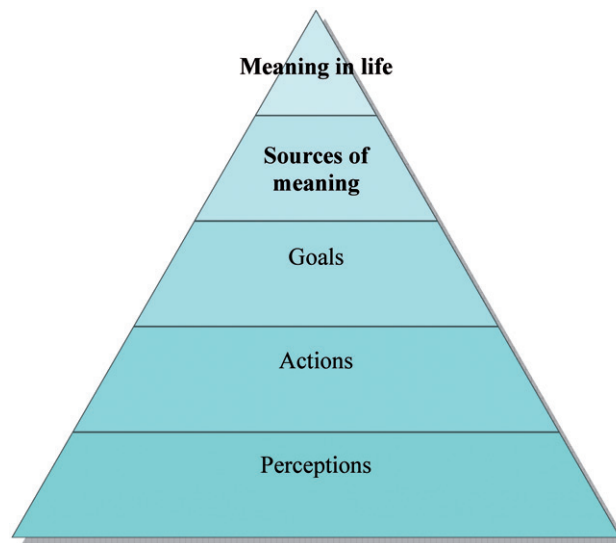 Meaning in life
Sources of
meaning
Goals
Actions
Perceptions